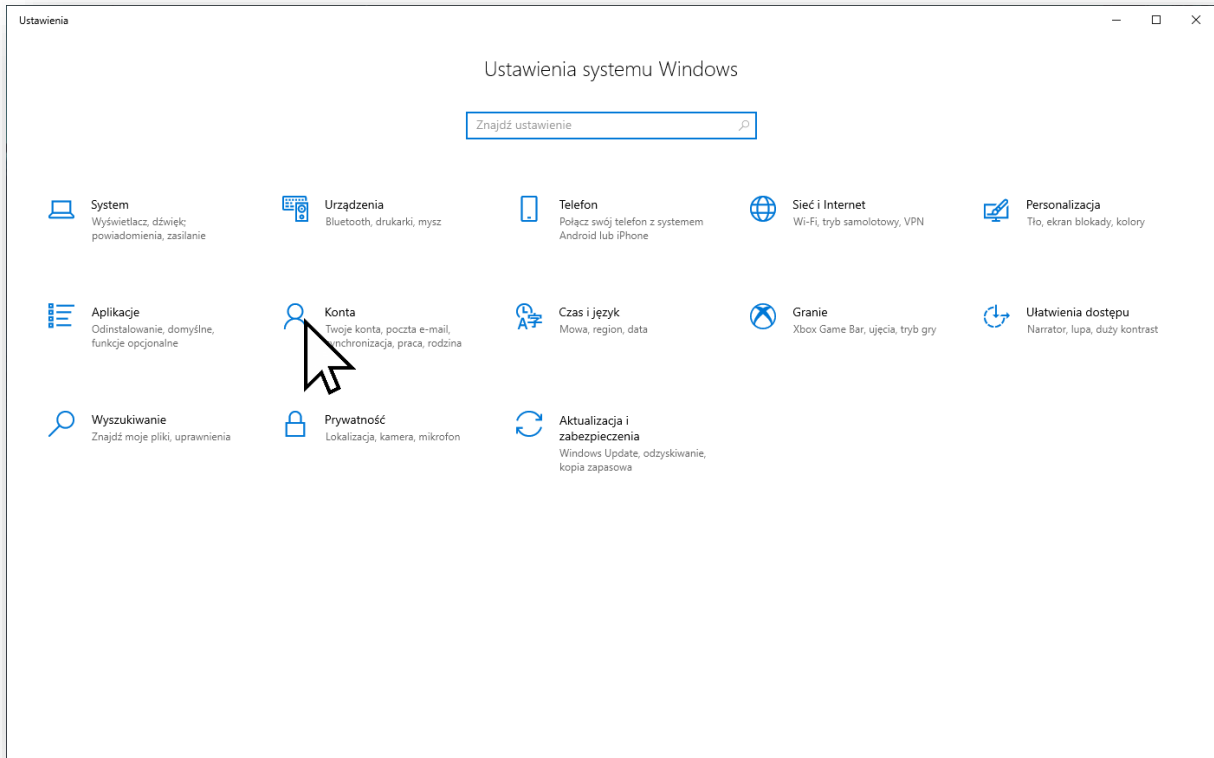 Ustawienia
Ustawienia systemu Windows
Znajdź ustawienie
System
Wyświetlacz, dźwięk;
powiadomienia, zasilanie
Urządzenia
Bluetooth, drukarki, mysz
Telefon
Połącz swój telefon z systemem
Android lub iPhone
Sieć i Internet
Wi-Fi, tryb samolotowy, VPN
Personalizacja
Tło, ekran blokady, kolory
Aplikacje
Odinstalowanie, domyślne,
funkcje opcjonalne
Konta
Twoje konta, poczta e-mail,
synchronizacja, praca, rodzina
Czas i język
Mowa, region, data
Granie
Xbox Game Bar, ujęcia, tryb gry
Ułatwienia dostępu
Narrator, lupa, duży kontrast
Wyszukiwanie
Znajdź moje pliki, uprawnienia
Prywatność
Lokalizacja, kamera, mikrofon
Aktualizacja i
zabezpieczenia
Windows Update, odzyskiwanie,
kopia zapasowa